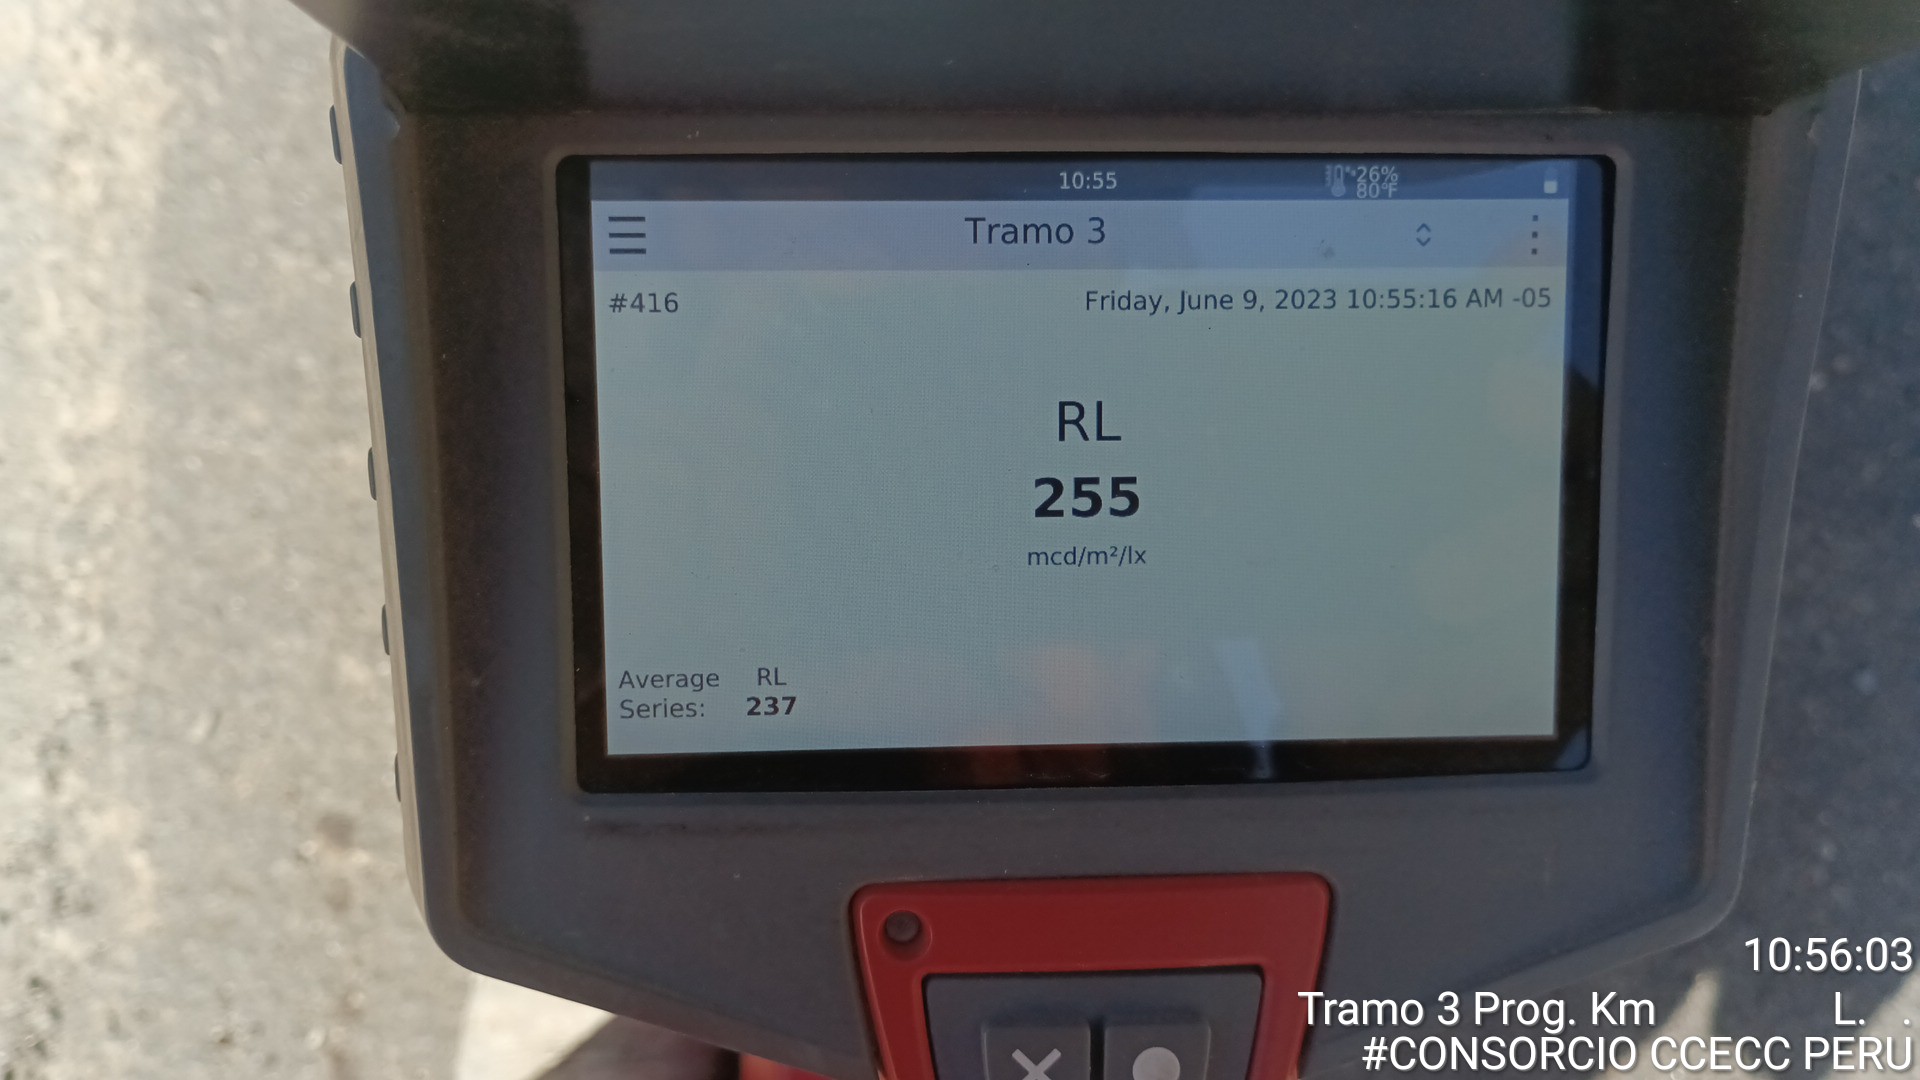 10:55
26%
80°F
Tramo 3
#416
Friday, June 9, 2023 10:55:16 AM -05
RL
255
mcd/m²/lx
Average RL
Series: 237
10:56:03
Tramo 3 Prog. Km L. .
#CONSORCIO CCECC PERU